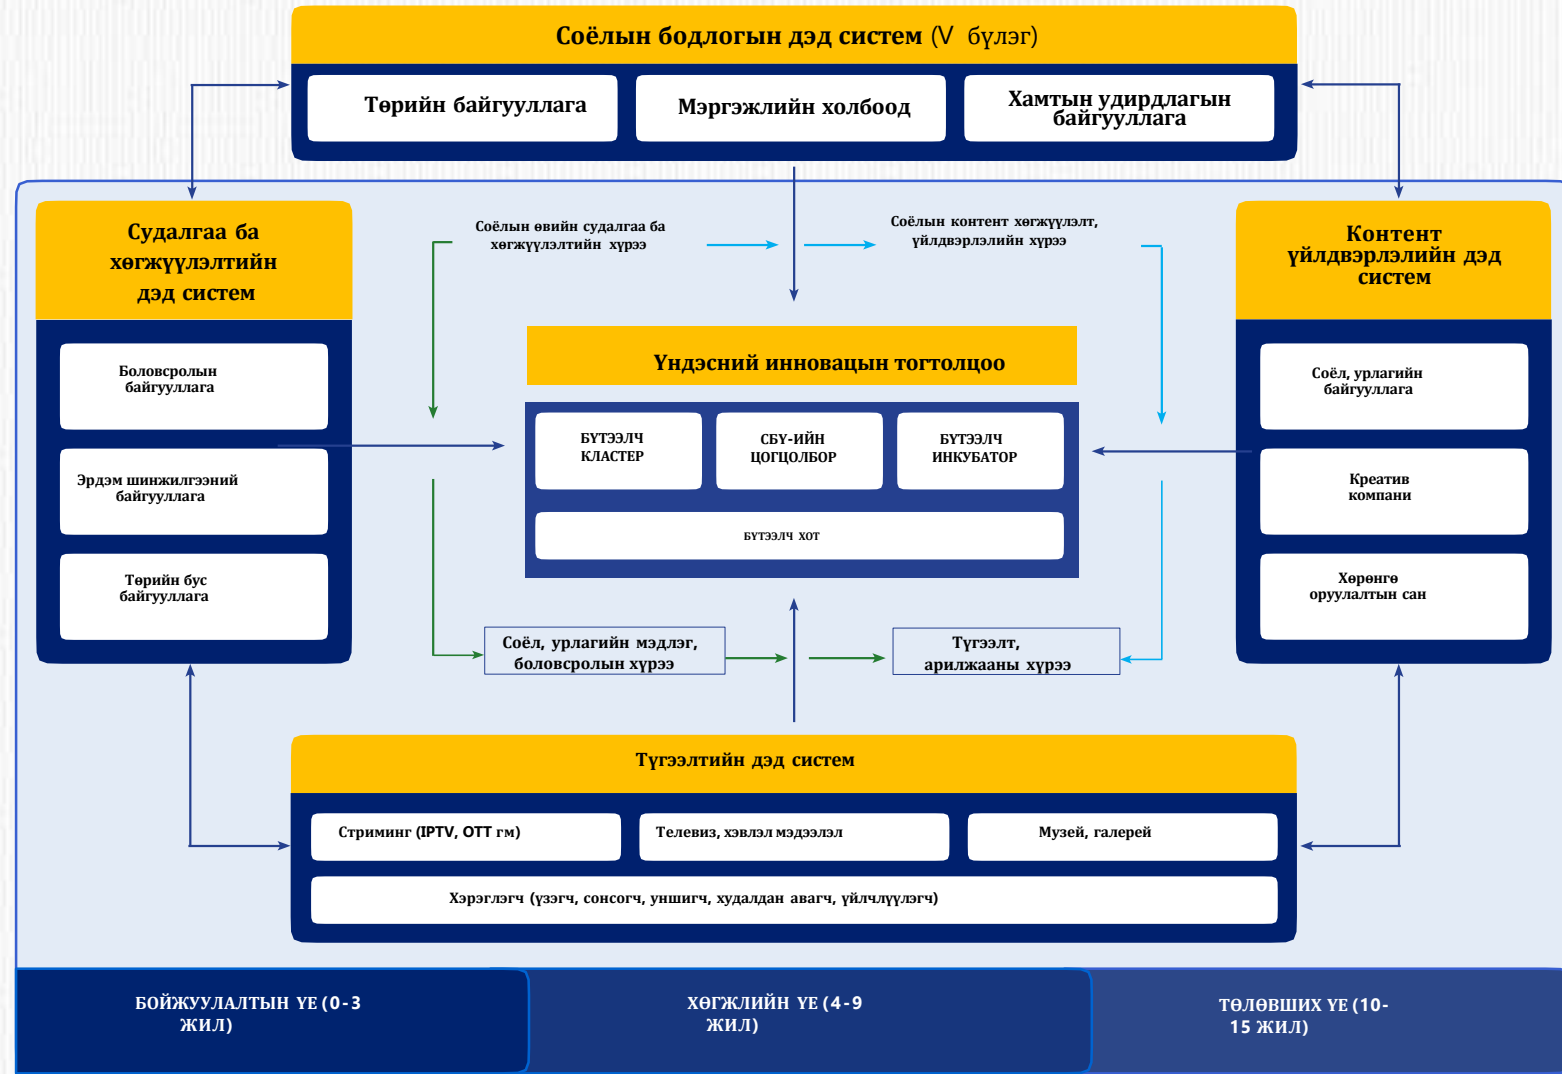 Соёлын бодлогын дэд систем (V бүлэг)
Төрийн байгууллага
Мэргэжлийн холбоод
Хамтын удирдлагын
байгууллага
Судалгаа ба
хөгжүүлэлтийн
дэд систем
Боловсролын
байгууллага
Эрдэм шинжилгээний
байгууллага
Төрийн бус
байгууллага
Соёлын өвийн судалгаа ба
хөгжүүлэлтийн хүрээ
Соёлын контент хөгжүүлэлт,
үйлдвэрлэлийн хүрээ
Үндэсний инновацын тогтолцоо
БҮТЭЭЛЧ
КЛАСТЕР
СБҮ-ИЙН
ЦОГЦОЛБОР
БҮТЭЭЛЧ
ИНКУБАТОР
БҮТЭЭЛЧ ХОТ
Соёл, урлагийн мэдлэг,
боловсролын хүрээ
Түгээлт,
арилжааны хүрээ
Контент
үйлдвэрлэлийн дэд
систем
Соёл, урлагийн
байгууллага
Креатив
компани
Хөрөнгө
оруулалтын сан
Түгээлтийн дэд систем
Стриминг (IPTV, OTT гм)
Телевиз, хэвлэл мэдээлэл
Музей, галерей
Хэрэглэгч (үзэгч, сонсогч, уншигч, худалдан авагч, үйлчлүүлэгч)
БОЙЖУУЛАЛТЫН ҮЕ (0-3
ЖИЛ)
ХӨГЖЛИЙН ҮЕ (4-9
ЖИЛ)
ТӨЛӨВШИХ ҮЕ (10-
15 ЖИЛ)